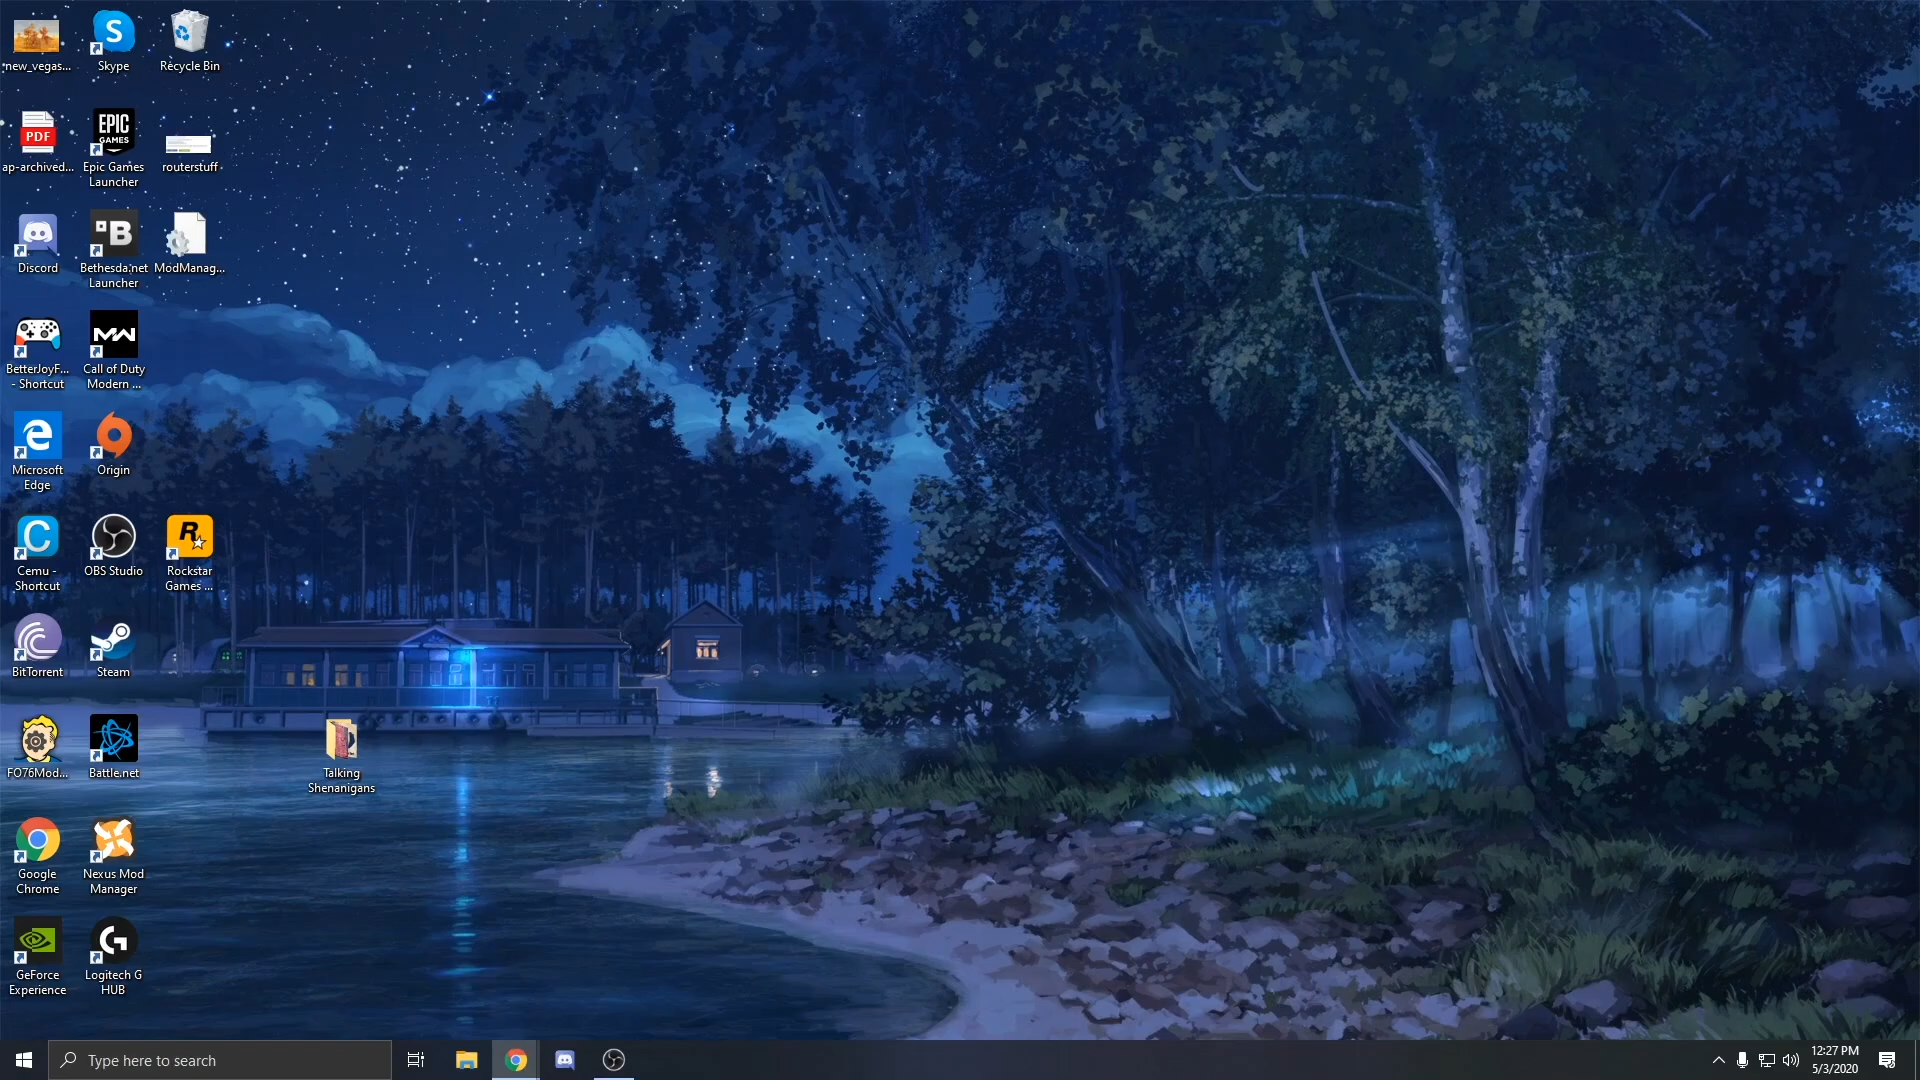 new_vegas...
Skype
Recycle Bin
PDF
ap-archived...
EPIC
GAMES
Epic Games
Launcher
routerstuff
Discord
B
Bethesda.net
Launcher
ModManag...
BetterJoyF...
- Shortcut
MW
Call of Duty
Modern ...
Microsoft
Edge
Origin
Cemu -
Shortcut
OBS Studio
R
Rockstar
Games ...
BitTorrent
Steam
FO76Mod...
Battle.net
Talking
Shenanigans
Google
Chrome
Nexus Mod
Manager
GeForce
Experience
Logitech G
HUB
Type here to search
12:27 PM
5/3/2020